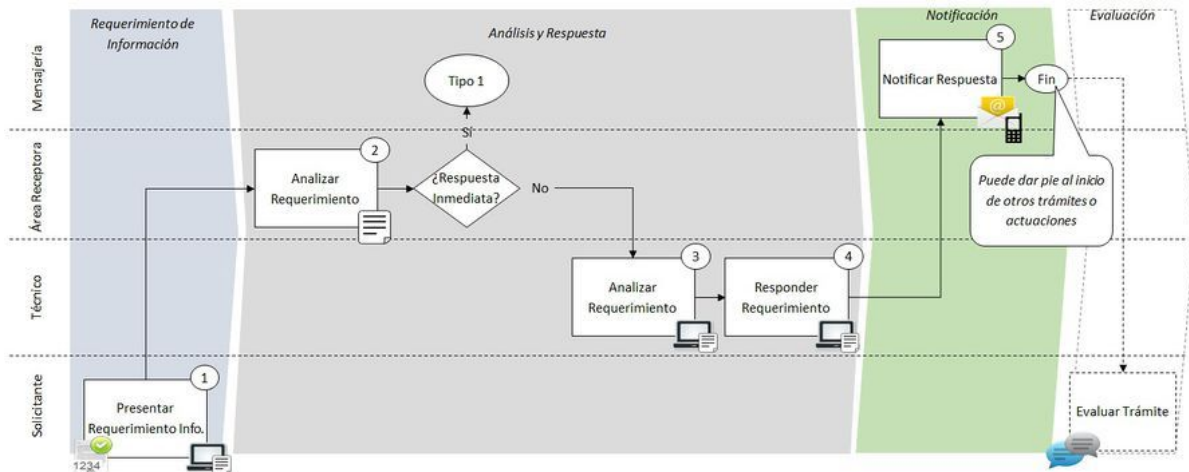 Requerimiento de
Información
Análisis y Respuesta
Notificación
Evaluación
Mensajería
Tipo 1
5
Notificar Respuesta
Fin
@
Sí
Área Receptora
2
Analizar
Requerimiento
¿Respuesta
Inmediata?
No
Puede dar pie al inicio
de otros trámites o
actuaciones
Técnico
3
Analizar
Requerimiento
4
Responder
Requerimiento
Solicitante
1
Presentar
Requerimiento Info.
1234
Evaluar Trámite